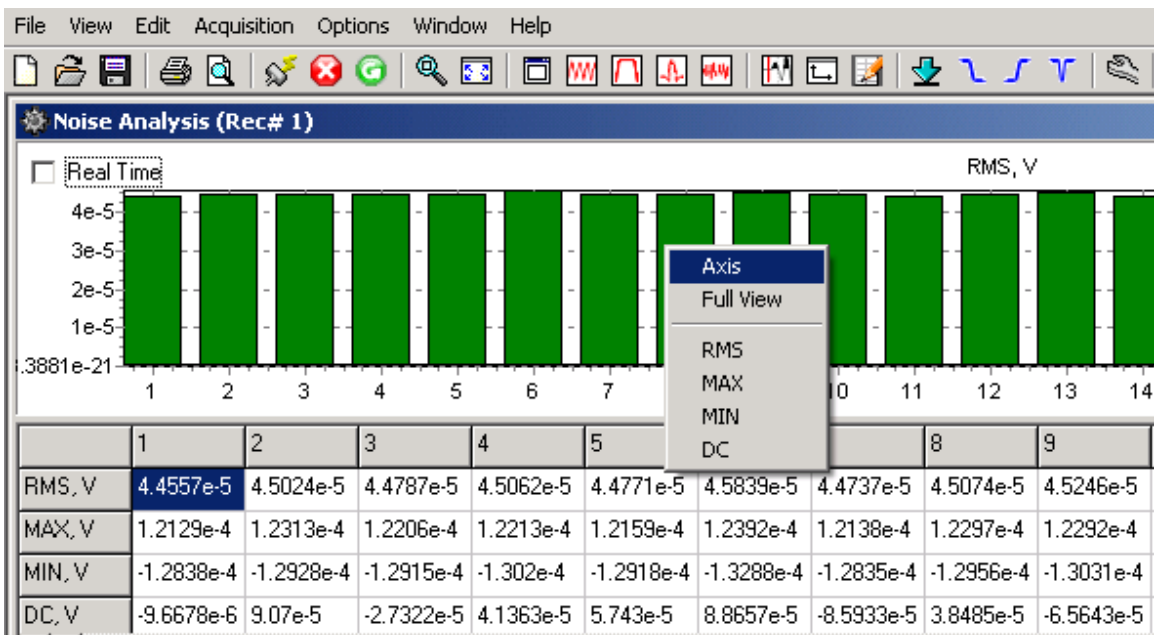 File View Edit Acquisition Options Window Help
Noise Analysis (Rec# 1)
Real Time
RMS, V
4e-5
3e-5
2e-5
1e-5
.3881e-21
1 2 3 4 5 6 7 0 11 12 13 14
Axis
Full View
RMS
MAX
MIN
DC
1 2 3 4 5 8 9
RMS, V 4.4557e-5 4.5024e-5 4.4787e-5 4.5062e-5 4.4771e-5 4.5839e-5 4.4737e-5 4.5074e-5 4.5246e-5
MAX, V 1.2129e-4 1.2313e-4 1.2206e-4 1.2213e-4 1.2159e-4 1.2392e-4 1.2138e-4 1.2297e-4 1.2292e-4
MIN, V -1.2838e-4 -1.2928e-4 -1.2915e-4 -1.302e-4 -1.2918e-4 -1.3288e-4 -1.2835e-4 -1.2956e-4 -1.3031e-4
DC, V -9.6678e-6 9.07e-5 -2.7322e-5 4.1363e-5 5.743e-5 8.8657e-5 -8.5933e-5 3.8485e-5 -6.5643e-5